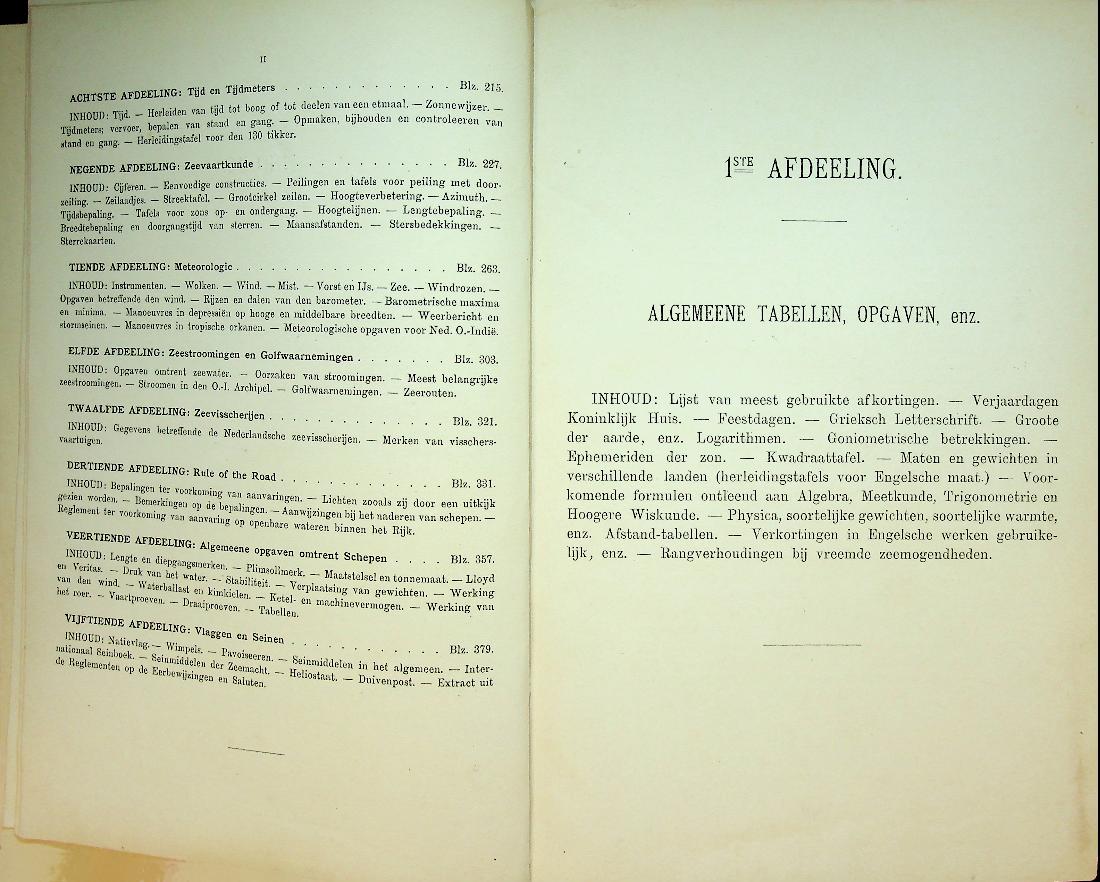 II
ACHTSTE AFDEELING: Tijd en Tijdmeters . . . . . . . . . . . . . Blz. 215.
INHOUD: Tijd. — Herleiden van tijd tot boog of tot deelen van een etmaal. — Zonnewijzer. —
Tijdmeters; vervoer, bepalen van stand en gang. — Opmaken, bijhouden en controleeren van
stand en gang. — Herleidingstafel voor den 130 tikker.
NEGENDE AFDEELING: Zeevaartkunde . . . . . . . . . . . . . . . Blz. 227.
INHOUD: Cijferen. — Eenvoudige constructies. — Peilingen en tafels voor peiling met door-
zeiling. — Zeilandjes. — Streektafel. — Grootcirkel zeilen. — Hoogteverbetering. — Azimuth. —
Tijdsbepaling. — Tafels voor zons op- en ondergang. — Hoogtelijnen. — Lengtebepaling. —
Breedtebepaling en doorgangstijd van sterren. — Maansafstanden. — Stersbedekkingen. —
Sterrekaarten.
TIENDE AFDEELING: Meteorologie . . . . . . . . . . . . . . . . Blz. 263.
INHOUD: Instrumenten. — Wolken. — Wind. — Mist. — Vorst en IJs. — Zee. — Windrozen. —
Opgaven betreffende den wind. — Rijzen en dalen van den barometer. — Barometrische maxima
en minima. — Manoeuvres in depressiën op hooge en middelbare breedten. — Weerbericht en
stormseinen. — Manoeuvres in tropische orkanen. — Meteorologische opgaven voor Ned. O.-Indië.
ELFDE AFDEELING: Zeestroomingen en Golfwaarnemingen . . . . . . . Blz. 303.
INHOUD: Opgaven omtrent zeewater. — Oorzaken van stroomingen. — Meest belangrijke
zeestroomingen. — Stroomen in den O.-I. Archipel. — Golfwaarnemingen. — Zeerouten.
TWAALFDE AFDEELING: Zeevisscherijen . . . . . . . . . . . . . . Blz. 321.
INHOUD: Gegevens betreffende de Nederlandsche zeevisscherijen. — Merken van visschers-
vaartuigen.
DERTIENDE AFDEELING: Rule of the Road . . . . . . . . . . . . . Blz. 331.
INHOUD: Bepalingen ter voorkoming van aanvaringen. — Lichten zooals zij door een uitkijk
gezien worden. — Bemerkingen op de bepalingen. — Aanwijzingen bij het naderen van schepen. —
Reglement ter voorkoming van aanvaring op openbare wateren binnen het Rijk.
VEERTIENDE AFDEELING: Algemeene opgaven omtrent Schepen . . . . . Blz. 357.
INHOUD: Lengte en diepgangsmerken. — Plimsollmerk. — Maatstelsel en tonnemaat. — Lloyd
en Veritas. — Druk van het water. — Stabiliteit. — Verplaatsing van gewichten. — Werking
van den wind. — Waterballast en kimkielen. — Ketel- en machinevermogen. — Werking van
het roer. — Vaartproeven. — Draaiproeven. — Tabellen.
VIJFTIENDE AFDEELING: Vlaggen en Seinen . . . . . . . . . . . . Blz. 379.
INHOUD: Natievlag. — Wimpels. — Pavoiseeren. — Seinmiddelen in het algemeen. — Inter-
nationaal Seinboek. — Seinmiddelen der Zeemacht. — Heliostaat. — Duivenpost. — Extract uit
de Reglementen op de Eerbewijzingen en Saluten.
1STE AFDEELING.
ALGEMEENE TABELLEN, OPGAVEN, enz.
INHOUD: Lijst van meest gebruikte afkortingen. — Verjaardagen
Koninklijk Huis. — Feestdagen. — Grieksch Letterschrift. — Groote
der aarde, enz. Logarithmen. — Goniometrische betrekkingen. —
Ephemeriden der zon. — Kwadraattafel. — Maten en gewichten in
verschillende landen (herleidingstafels voor Engelsche maat.) — Voor-
komende formulen ontleend aan Algebra, Meetkunde, Trigonometrie en
Hoogere Wiskunde. — Physica, soortelijke gewichten, soortelijke warmte,
enz. Afstand-tabellen. — Verkortingen in Engelsche werken gebruike-
lijk, enz. — Rangverhoudingen bij vreemde zeemogendheden.